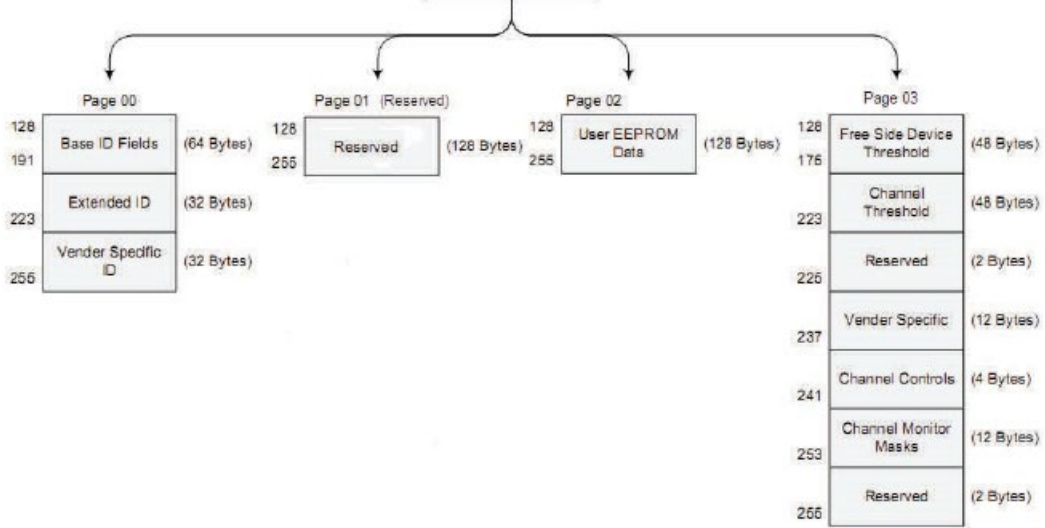 Page 00
128
191
Base ID Fields
(64 Bytes)
223
Extended ID
(32 Bytes)
255
Vender Specific
ID
(32 Bytes)
Page 01 (Reserved)
128
255
Reserved
(128 Bytes)
Page 02
128
255
User EEPROM
Data
(128 Bytes)
Page 03
128
175
Free Side Device
Threshold
(48 Bytes)
223
Channel
Threshold
(48 Bytes)
225
Reserved
(2 Bytes)
237
Vender Specific
(12 Bytes)
241
Channel Controls
(4 Bytes)
253
Channel Monitor
Masks
(12 Bytes)
255
Reserved
(2 Bytes)